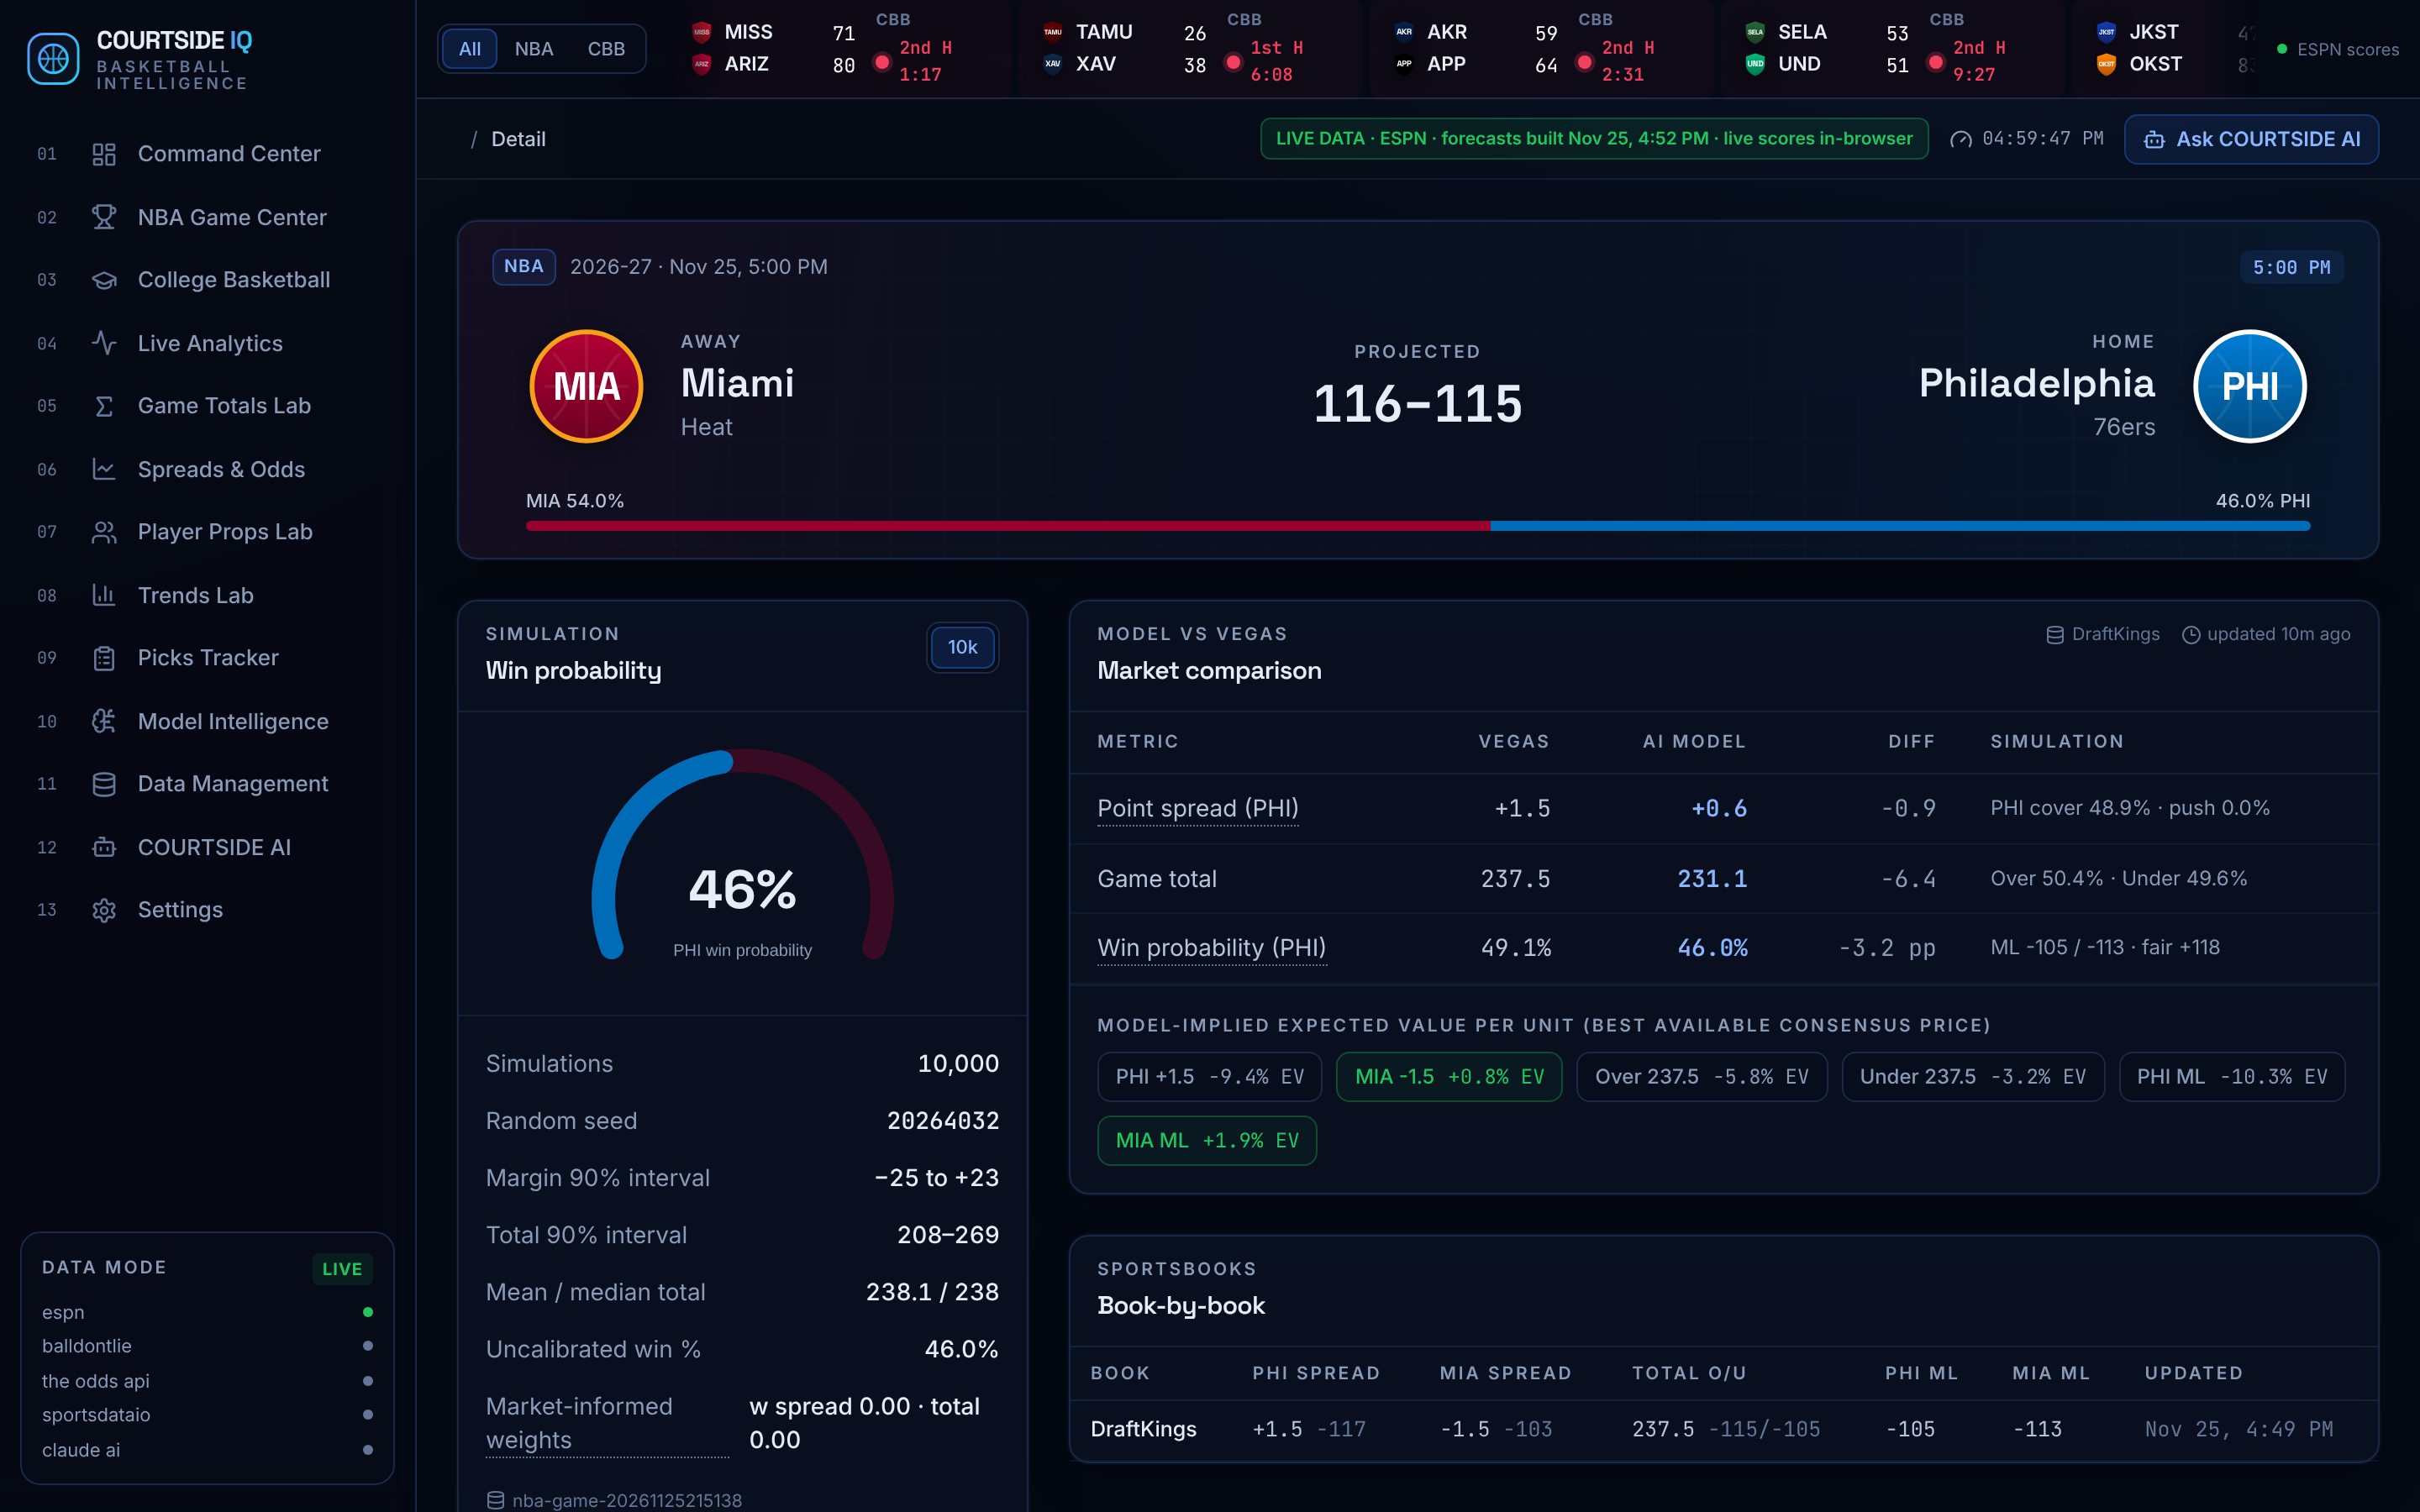 COURTSIDE IQ
BASKETBALL
INTELLIGENCE
01 Command Center
02 NBA Game Center
03 College Basketball
04 Live Analytics
05 Game Totals Lab
06 Spreads & Odds
07 Player Props Lab
08 Trends Lab
09 Picks Tracker
10 Model Intelligence
11 Data Management
12 COURTSIDE AI
13 Settings
DATA MODE LIVE
espn
balldontlie
the odds api
sportsdataio
claude ai
All NBA CBB
MISS MISS 71 CBB
ARIZ ARIZ 80 2nd H 1:17
TAMU TAMU 26 CBB
XAV XAV 38 1st H 6:08
AKR AKR 59 CBB
APP APP 64 2nd H 2:31
SELA SELA 53 CBB
UND UND 51 2nd H 9:27
JKST JKST
OKST OKST
ESPN scores
/ Detail
LIVE DATA · ESPN · forecasts built Nov 25, 4:52 PM · live scores in-browser
04:59:47 PM
Ask COURTSIDE AI
NBA 2026-27 · Nov 25, 5:00 PM
5:00 PM
MIA
AWAY
Miami
Heat
PROJECTED
116–115
HOME
Philadelphia
76ers
PHI
MIA 54.0%
46.0% PHI
SIMULATION
Win probability
10k
46%
PHI win probability
Simulations 10,000
Random seed 20264032
Margin 90% interval −25 to +23
Total 90% interval 208–269
Mean / median total 238.1 / 238
Uncalibrated win % 46.0%
Market-informed weights w spread 0.00 · total 0.00
nba-game-20261125215138
MODEL VS VEGAS
Market comparison
DraftKings updated 10m ago
METRIC VEGAS AI MODEL DIFF SIMULATION
Point spread (PHI) +1.5 +0.6 -0.9 PHI cover 48.9% · push 0.0%
Game total 237.5 231.1 -6.4 Over 50.4% · Under 49.6%
Win probability (PHI) 49.1% 46.0% -3.2 pp ML -105 / -113 · fair +118
MODEL-IMPLIED EXPECTED VALUE PER UNIT (BEST AVAILABLE CONSENSUS PRICE)
PHI +1.5 -9.4% EV
MIA -1.5 +0.8% EV
Over 237.5 -5.8% EV
Under 237.5 -3.2% EV
PHI ML -10.3% EV
MIA ML +1.9% EV
SPORTSBOOKS
Book-by-book
BOOK PHI SPREAD MIA SPREAD TOTAL O/U PHI ML MIA ML UPDATED
DraftKings +1.5 -117 -1.5 -103 237.5 -115/-105 -105 -113 Nov 25, 4:49 PM